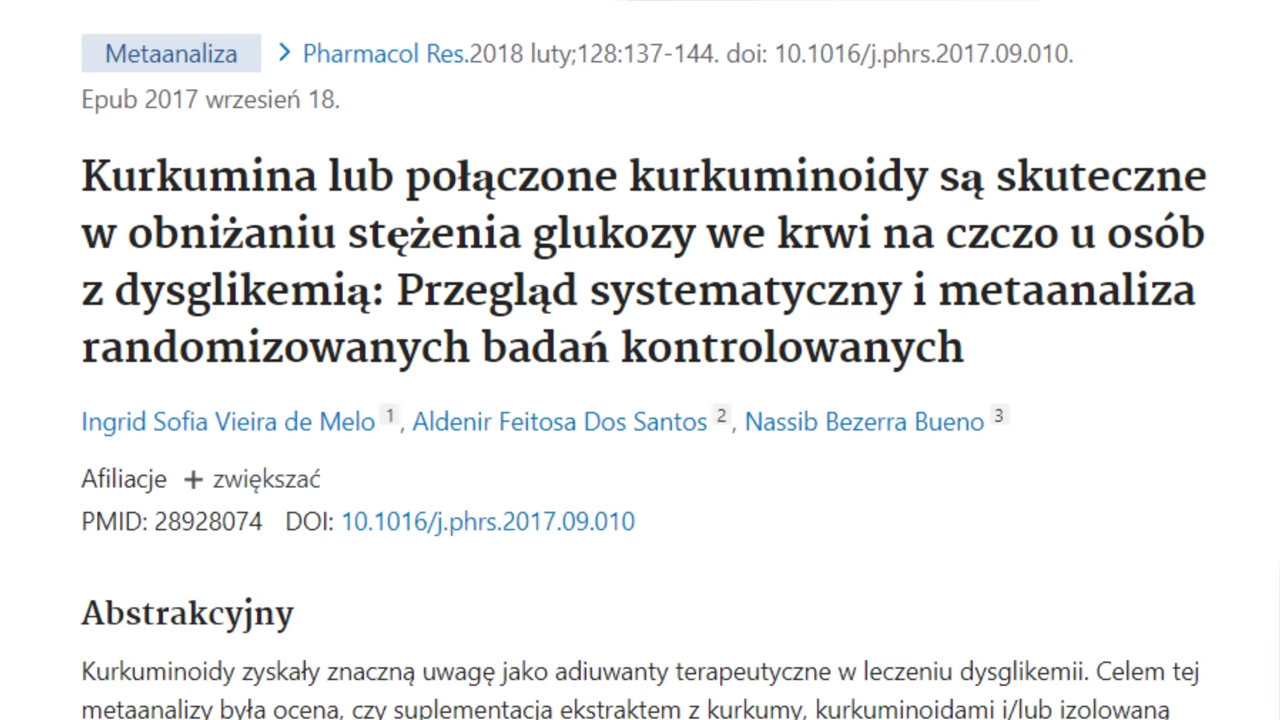 Metaanaliza > Pharmacol Res.2018 luty;128:137-144. doi: 10.1016/j.phrs.2017.09.010.
Epub 2017 wrzesień 18.
Kurkumina lub połączone kurkuminoidy są skuteczne
w obniżaniu stężenia glukozy we krwi na czczo u osób
z dysglikemią: Przegląd systematyczny i metaanaliza
randomizowanych badań kontrolowanych
Ingrid Sofia Vieira de Melo 1, Aldenir Feitosa Dos Santos 2, Nassib Bezerra Bueno 3
Afiliacje + zwiększać
PMID: 28928074 DOI: 10.1016/j.phrs.2017.09.010
Abstrakcyjny
Kurkuminoidy zyskały znaczną uwagę jako adiuwanty terapeutyczne w leczeniu dysglikemii. Celem tej
metaanalizy była ocena, czy suplementacja ekstraktem z kurkumy, kurkuminoidami i/lub izolowaną